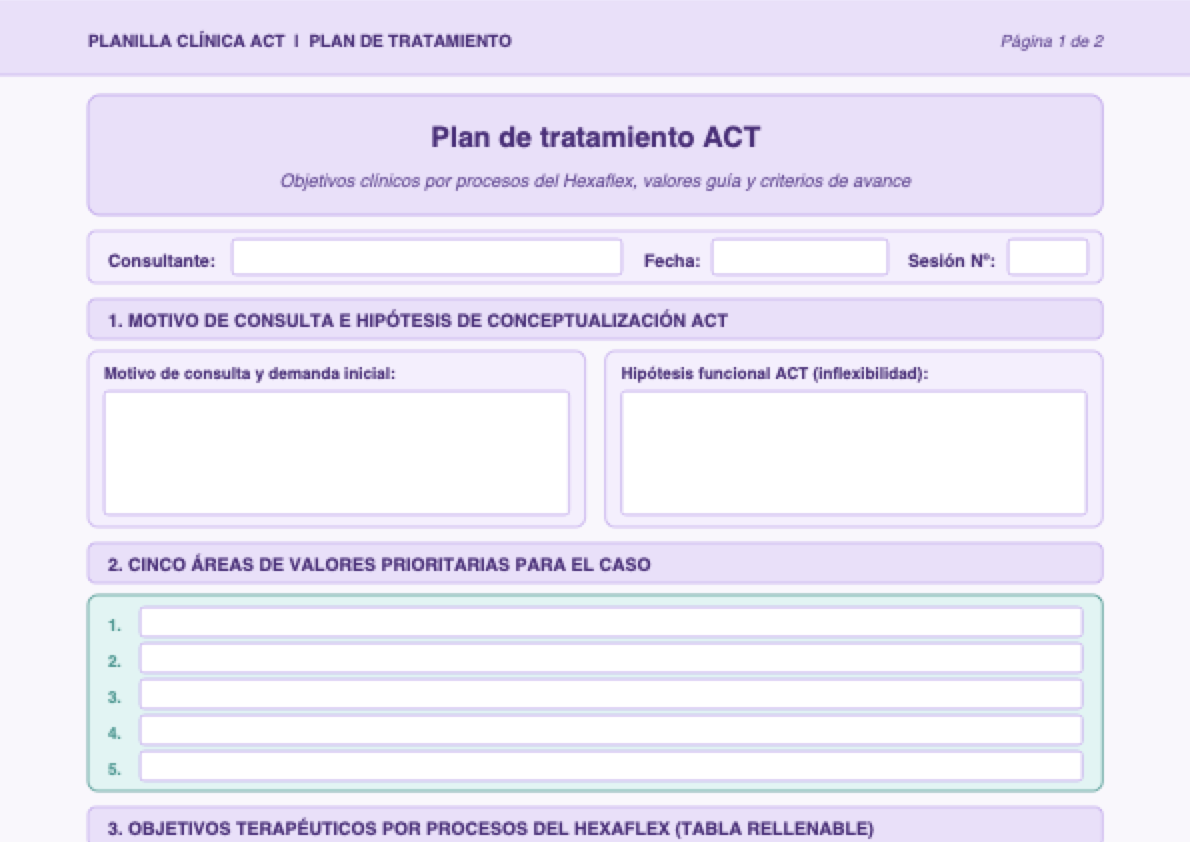 PLANILLA CLÍNICA ACT | PLAN DE TRATAMIENTO
Página 1 de 2
Plan de tratamiento ACT
Objetivos clínicos por procesos del Hexaflex, valores guía y criterios de avance
Consultante: Fecha: Sesión Nº:
1. MOTIVO DE CONSULTA E HIPÓTESIS DE CONCEPTUALIZACIÓN ACT
Motivo de consulta y demanda inicial:
Hipótesis funcional ACT (inflexibilidad):
2. CINCO ÁREAS DE VALORES PRIORITARIAS PARA EL CASO
1.
2.
3.
4.
5.
3. OBJETIVOS TERAPÉUTICOS POR PROCESOS DEL HEXAFLEX (TABLA RELLENABLE)